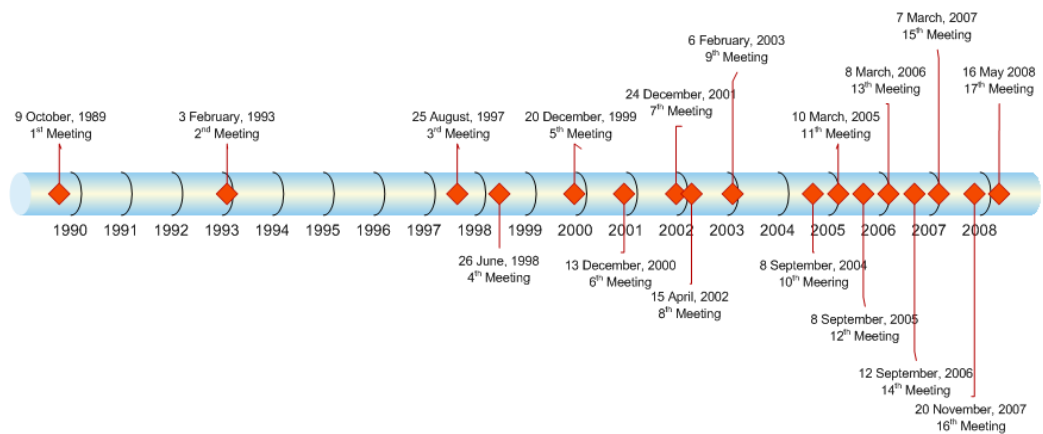 7 March, 2007
15th Meeting
6 February, 2003
9th Meeting
8 March, 2006
13th Meeting
16 May 2008
17th Meeting
24 December, 2001
7th Meeting
9 October, 1989
1st Meeting
3 February, 1993
2nd Meeting
25 August, 1997
3rd Meeting
20 December, 1999
5th Meeting
10 March, 2005
11th Meeting
1990 1991 1992 1993 1994 1995 1996 1997 1998 1999 2000 2001 2002 2003 2004 2005 2006 2007 2008
26 June, 1998
4th Meeting
13 December, 2000
6th Meeting
8 September, 2004
10th Meering
15 April, 2002
8th Meeting
8 September, 2005
12th Meeting
12 September, 2006
14th Meeting
20 November, 2007
16th Meeting